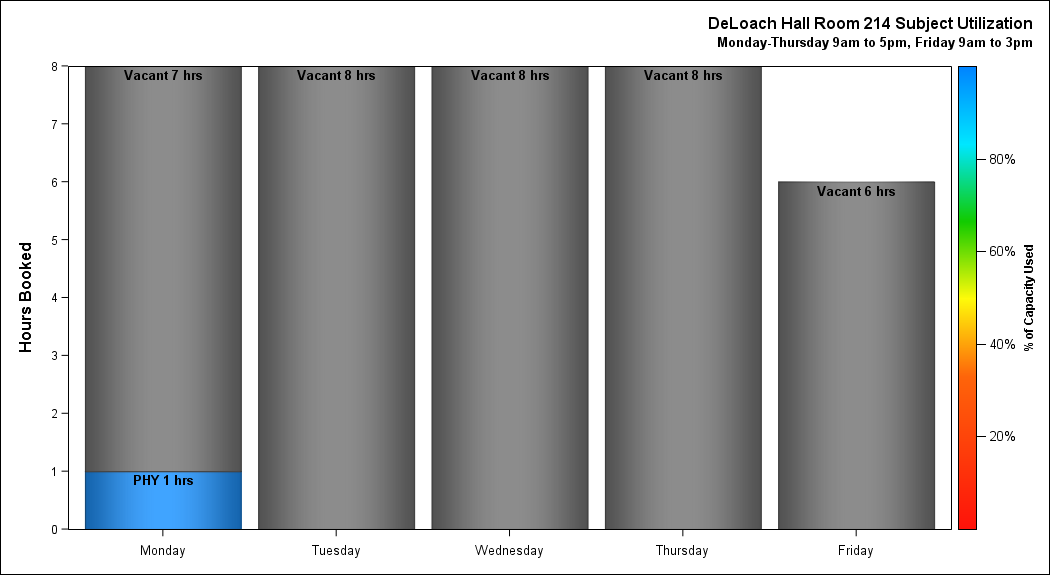 DeLoach Hall Room 214 Subject Utilization
Monday-Thursday 9am to 5pm, Friday 9am to 3pm
Hours Booked
8
7
6
5
4
3
2
1
0
Vacant 7 hrs
Vacant 8 hrs
Vacant 8 hrs
Vacant 8 hrs
Vacant 6 hrs
PHY 1 hrs
Monday
Tuesday
Wednesday
Thursday
Friday
80%
60%
40%
20%
% of Capacity Used